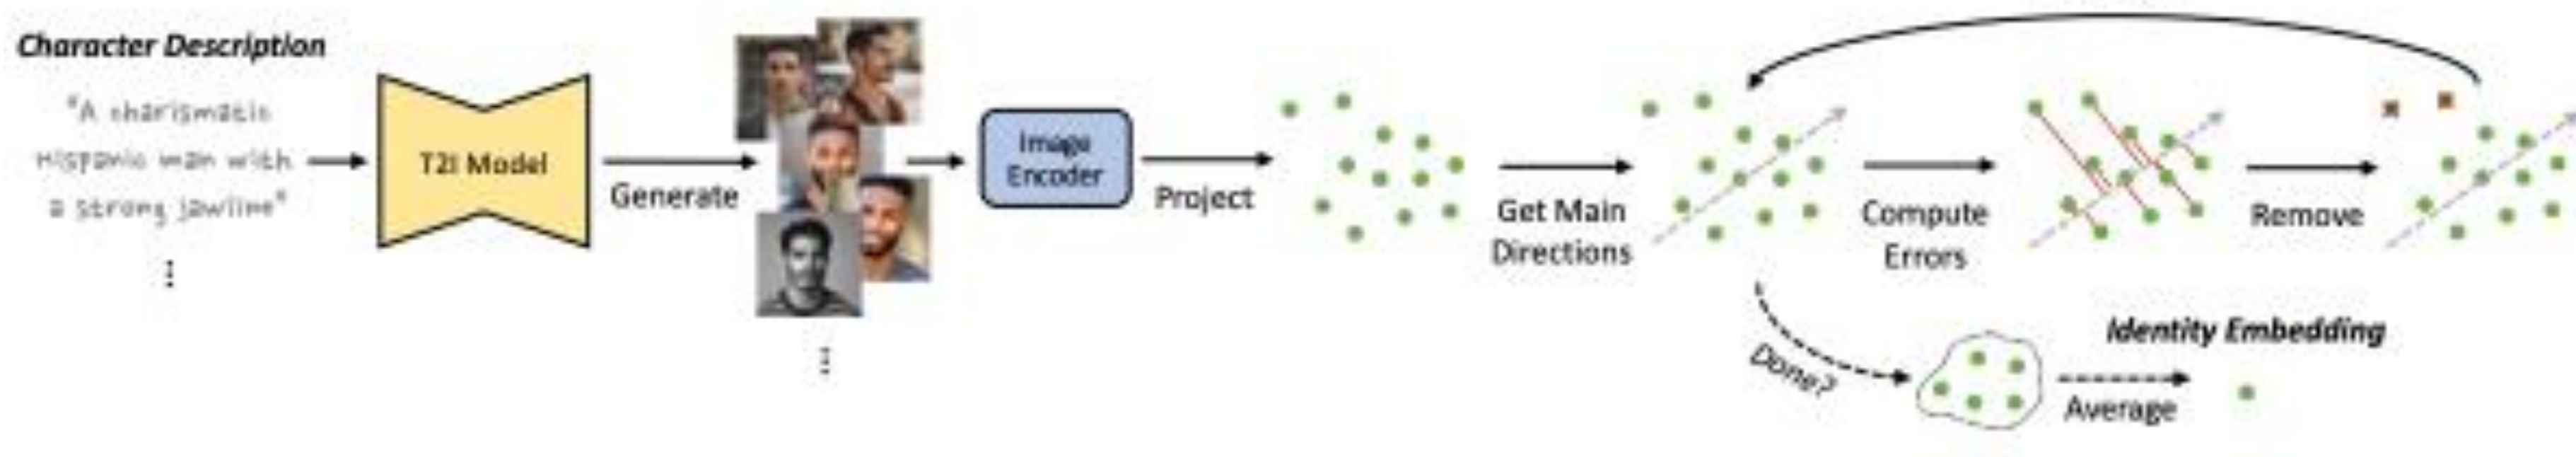 Character Description
"A charismatic
Hispanic man with
a strong jawline"
T2I Model
Generate
Image
Encoder
Project
Get Main
Directions
Compute
Errors
Remove
Done?
Identity Embedding
Average